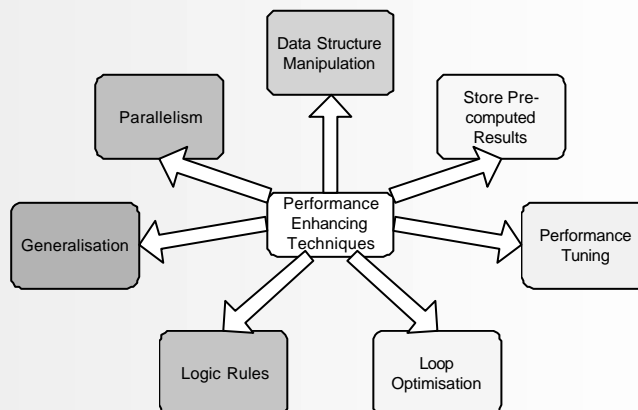 Data Structure
Manipulation
Parallelism
Store Pre-
computed
Results
Performance
Enhancing
Techniques
Generalisation
Performance
Tuning
Logic Rules
Loop
Optimisation